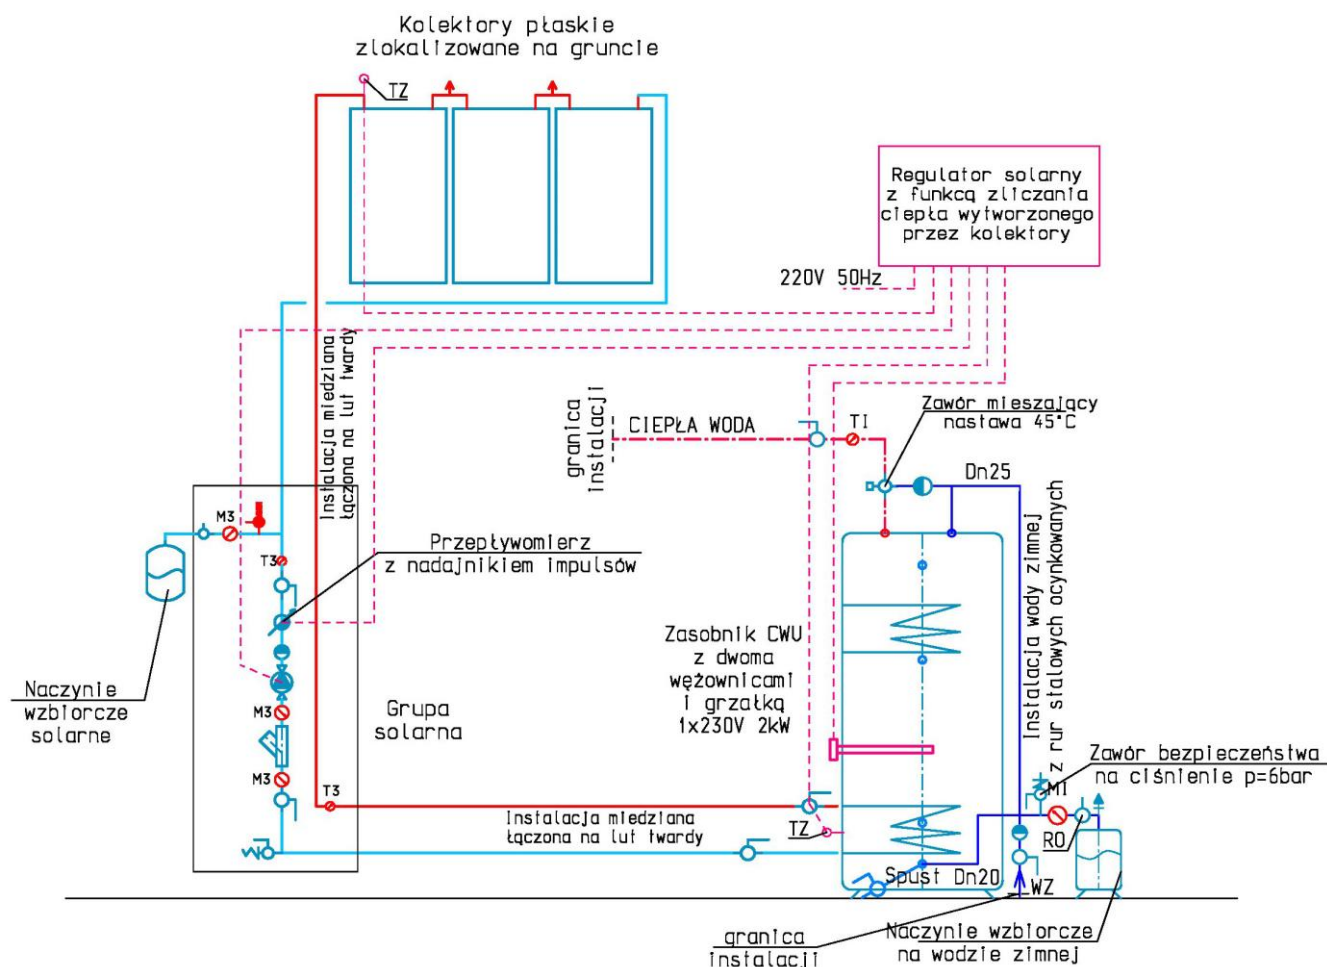 Kolektory płaskie
zlokalizowane na gruncie
TZ
Regulator solarny
z funkcą zliczania
ciepła wytworzonego
przez kolektory
220V 50Hz
Instalacja miedziana
łączona na lut twardy
granica
instalacji
CIEPŁA WODA
TI
Zawór mieszający
nastawa 45°C
Dn25
M3
T3
Przepływomierz
z nadajnikiem impulsów
Instalacja wody zimnej
z rur stalowych ocynkowanych
Zasobnik CWU
z dwoma
wężownicami
i grzałką
1x230V 2kW
Naczynie
wzbiorcze
solarne
M3
Grupa
solarna
M3
T3
Zawór bezpieczeństwa
na ciśnienie p=6bar
MI
Instalacja miedziana
łączona na lut twardy
TZ
RO
Spust Dn20
WZ
granica
instalacji
Naczynie wzbiorcze
na wodzie zimnej